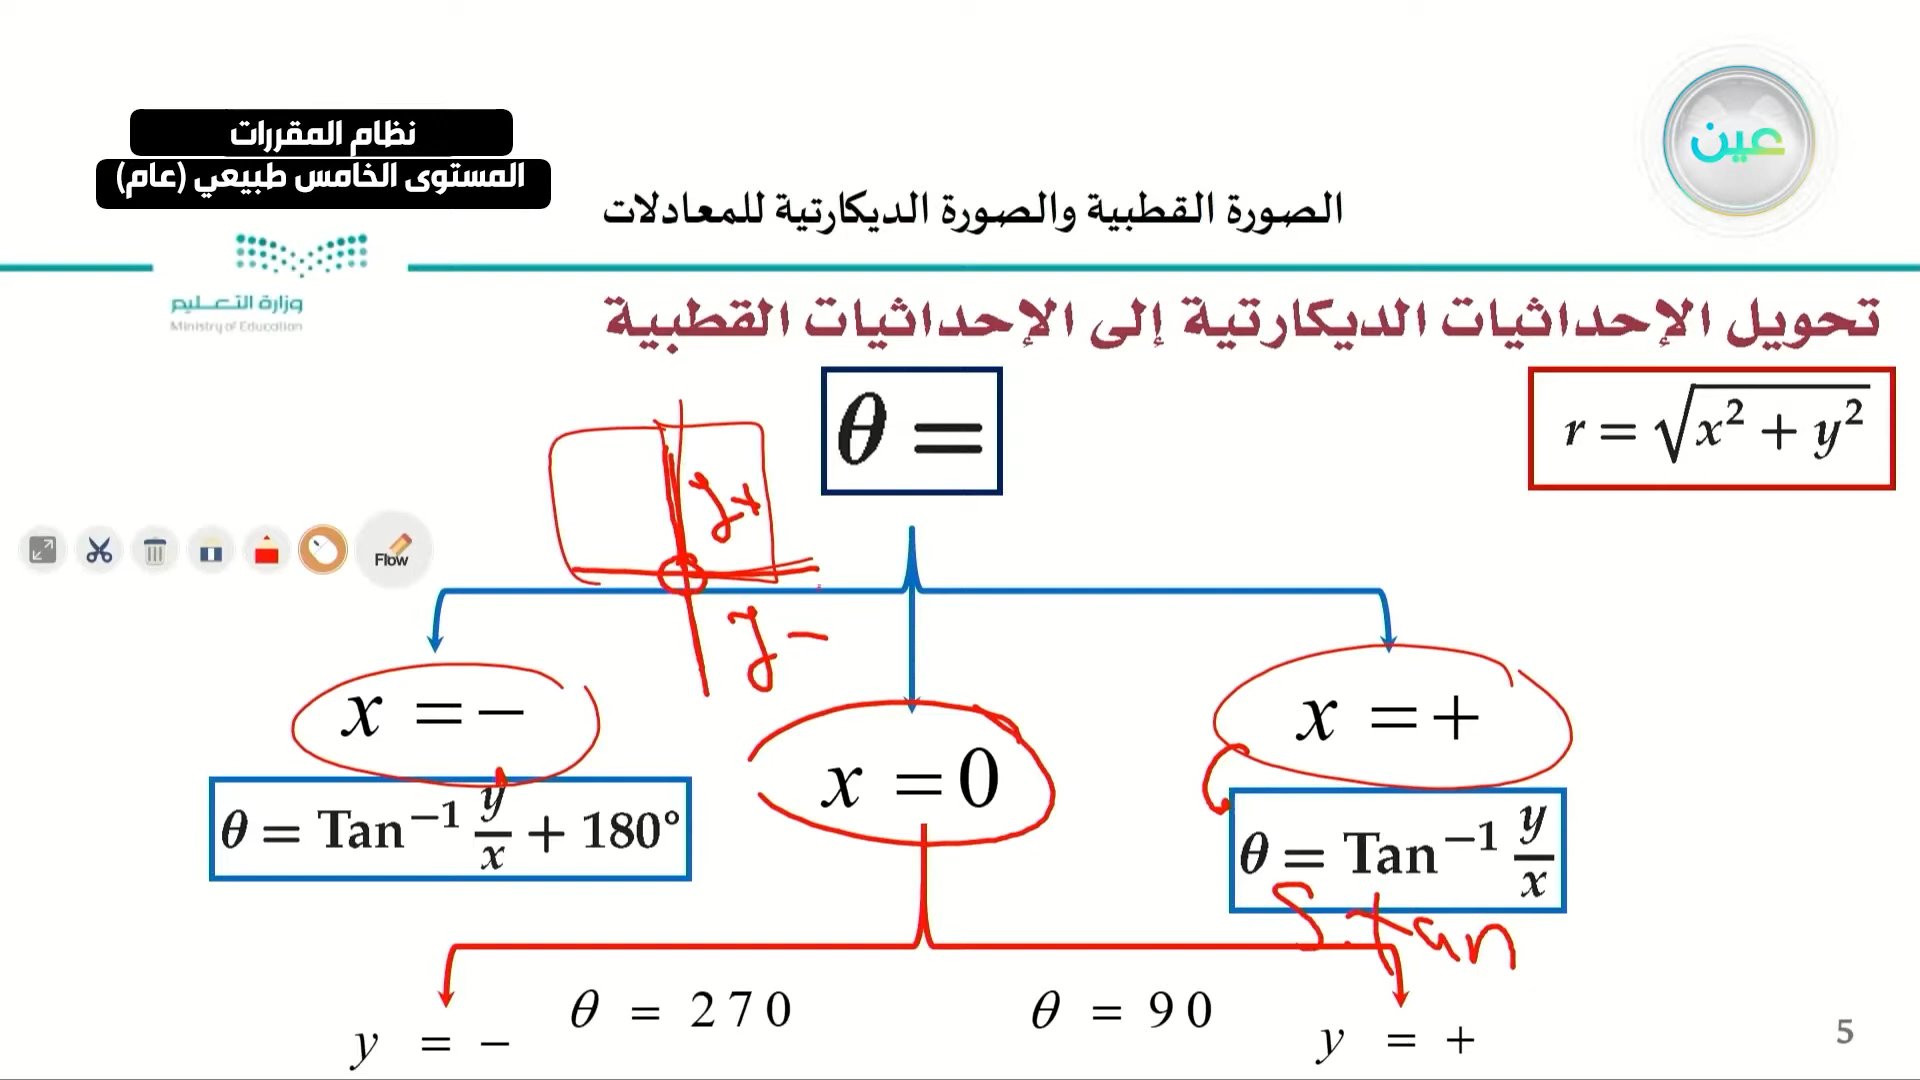 نظام المقررات
المستوى الخامس طبيعي (عام)
عين
الصورة القطبية والصورة الديكارتية للمعادلات
وزارة التعليم
Ministry of Education
تحويل الإحداثيات الديكارتية إلى الإحداثيات القطبية
θ =
r = √x² + y²
y +
Flow
y −
x = −
x = 0
x = +
θ = Tan⁻¹ y/x + 180°
θ = Tan⁻¹ y/x
S.tan
θ = 270
θ = 90
y = −
y = +
5